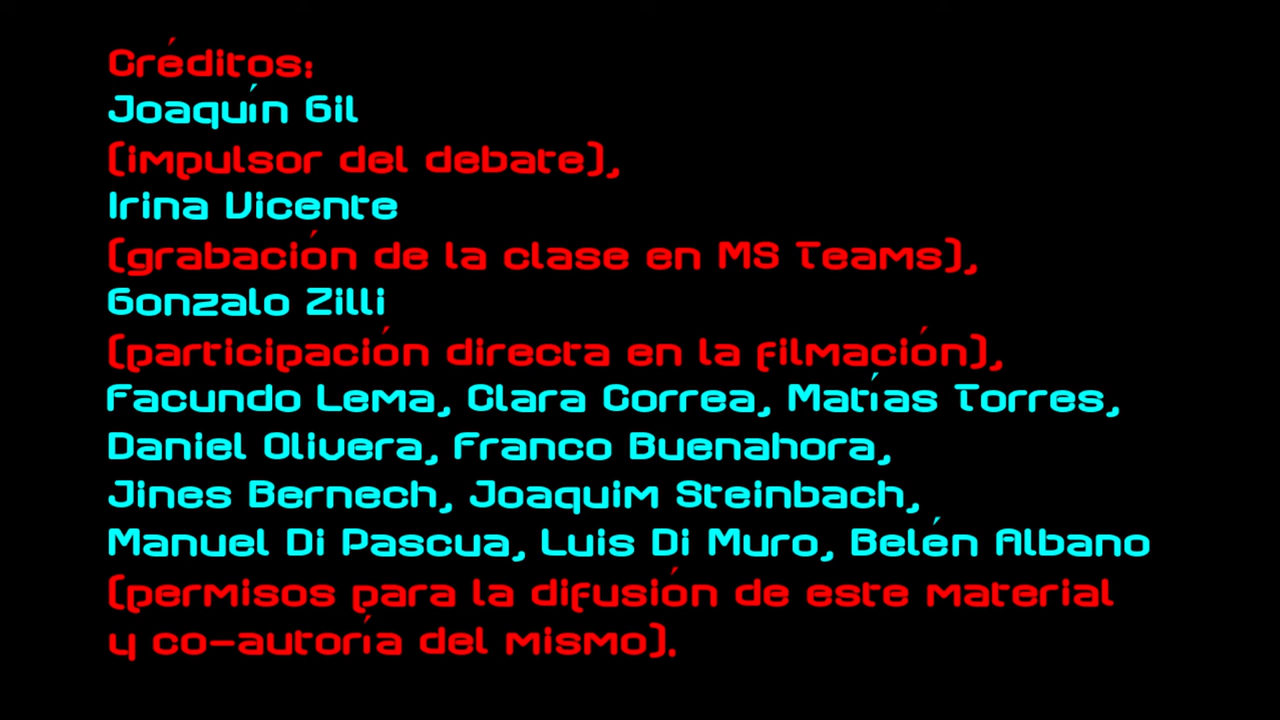 Créditos:
Joaquín Gil
(impulsor del debate),
Irina Vicente
(grabación de la clase en MS Teams),
Gonzalo Zilli
(participación directa en la filmación),
Facundo Lema, Clara Correa, Matías Torres,
Daniel Olivera, Franco Buenahora,
Jines Bernech, Joaquim Steinbach,
Manuel Di Pascua, Luis Di Muro, Belén Albano
(permisos para la difusión de este material
y co-autoría del mismo).